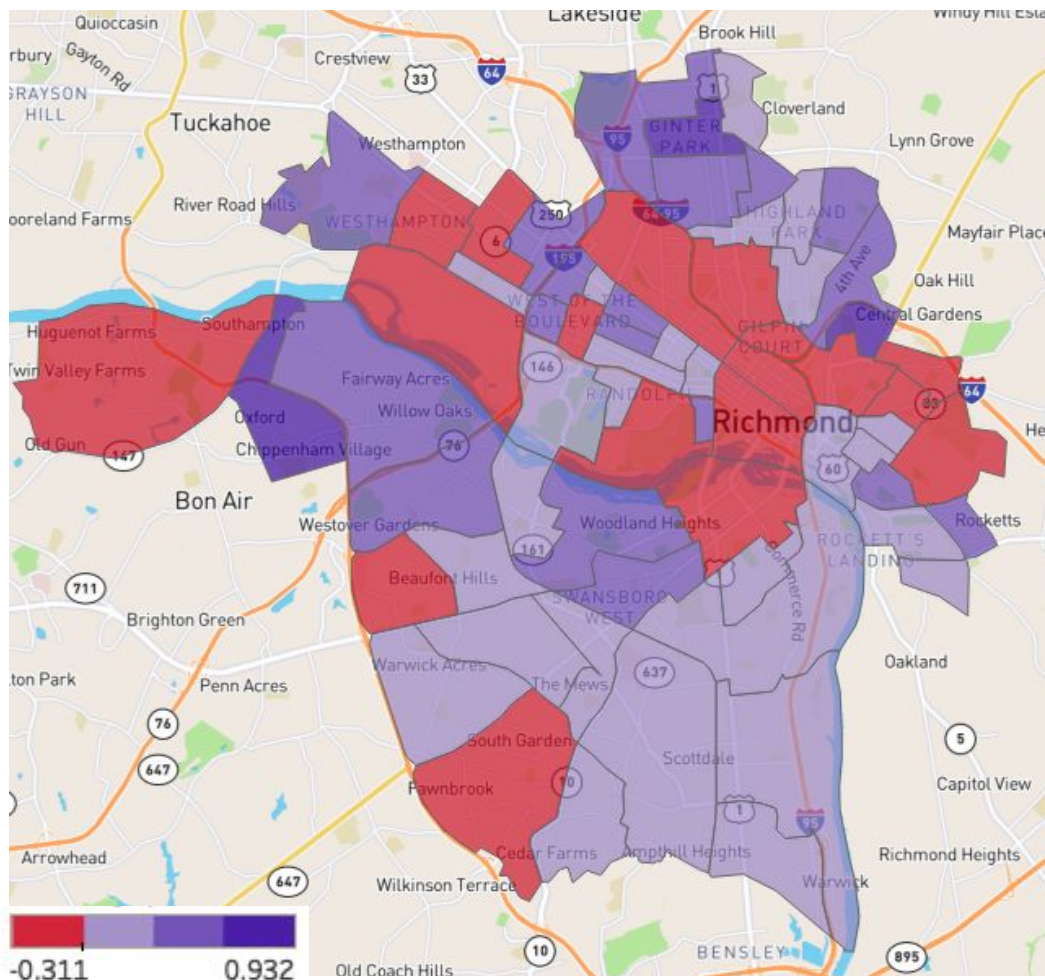 Lakeside
Windy Hill Esta
Quioccasin
Brook Hill
rbury
Gayton Rd
Crestview
33
64
1
GRAYSON
HILL
Cloverland
Tuckahoe
Westhampton
95
GINTER
PARK
Lynn Grove
River Road Hills
ooreland Farms
WESTHAMPTON
250
64-95
HIGHLAND
PARK
6
195
Mayfair Place
4th Ave
Oak Hill
Huguenot Farms
Southampton
WEST OF THE
BOULEVARD
GILPIN
COURT
Central Gardens
Twin Valley Farms
Fairway Acres
146
RANDOLPH
64
Oxford
Willow Oaks
Richmond
33
He
Old Gun
147
Chippenham Village
76
60
Bon Air
Westover Gardens
Woodland Heights
Rocketts
161
ROCKETT'S
LANDING
711
Beaufont Hills
SWANSBORO
WEST
Commerce Rd
Brighton Green
Warwick Acres
Oakland
ton Park
Penn Acres
The Mews
637
76
South Garden
5
647
Scottdale
Fawnbrook
10
Capitol View
1
95
Arrowhead
Cedar Farms
Ampthill Heights
Richmond Heights
647
Wilkinson Terrace
Warwick
-0.311
0.932
Old Coach Hills
10
BENSLEY
895